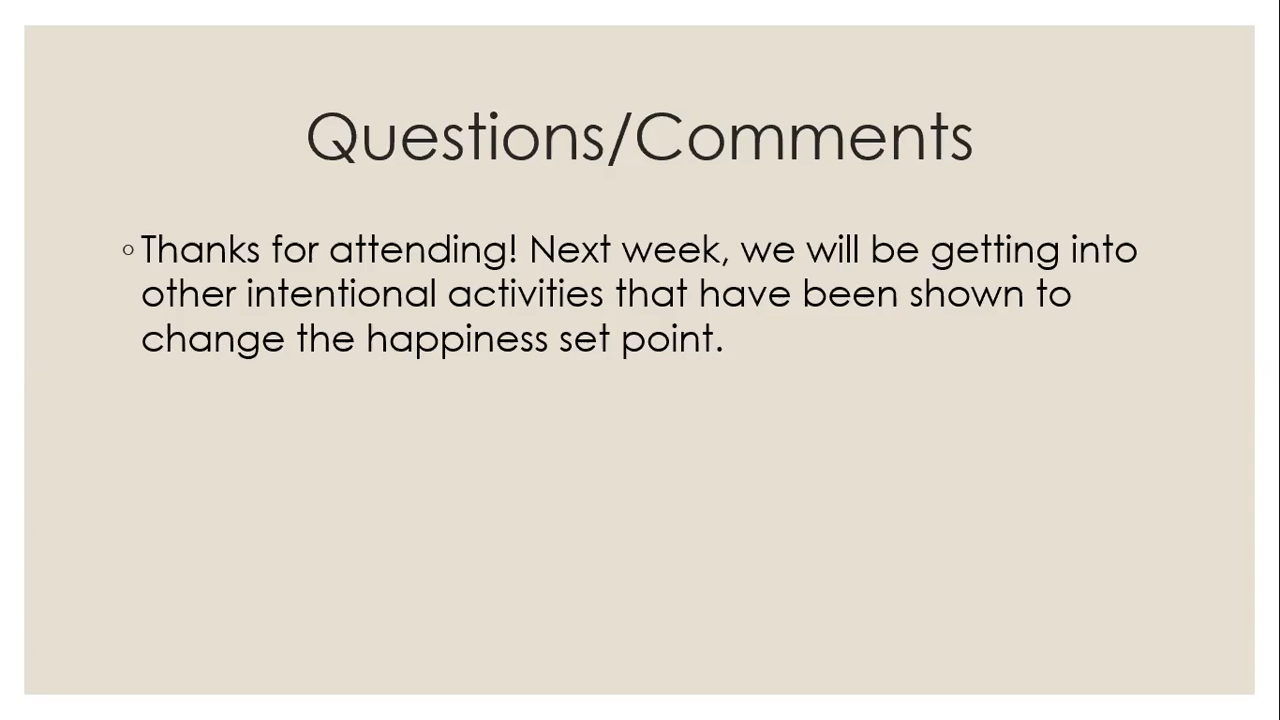 Questions/Comments
◦ Thanks for attending! Next week, we will be getting into
other intentional activities that have been shown to
change the happiness set point.